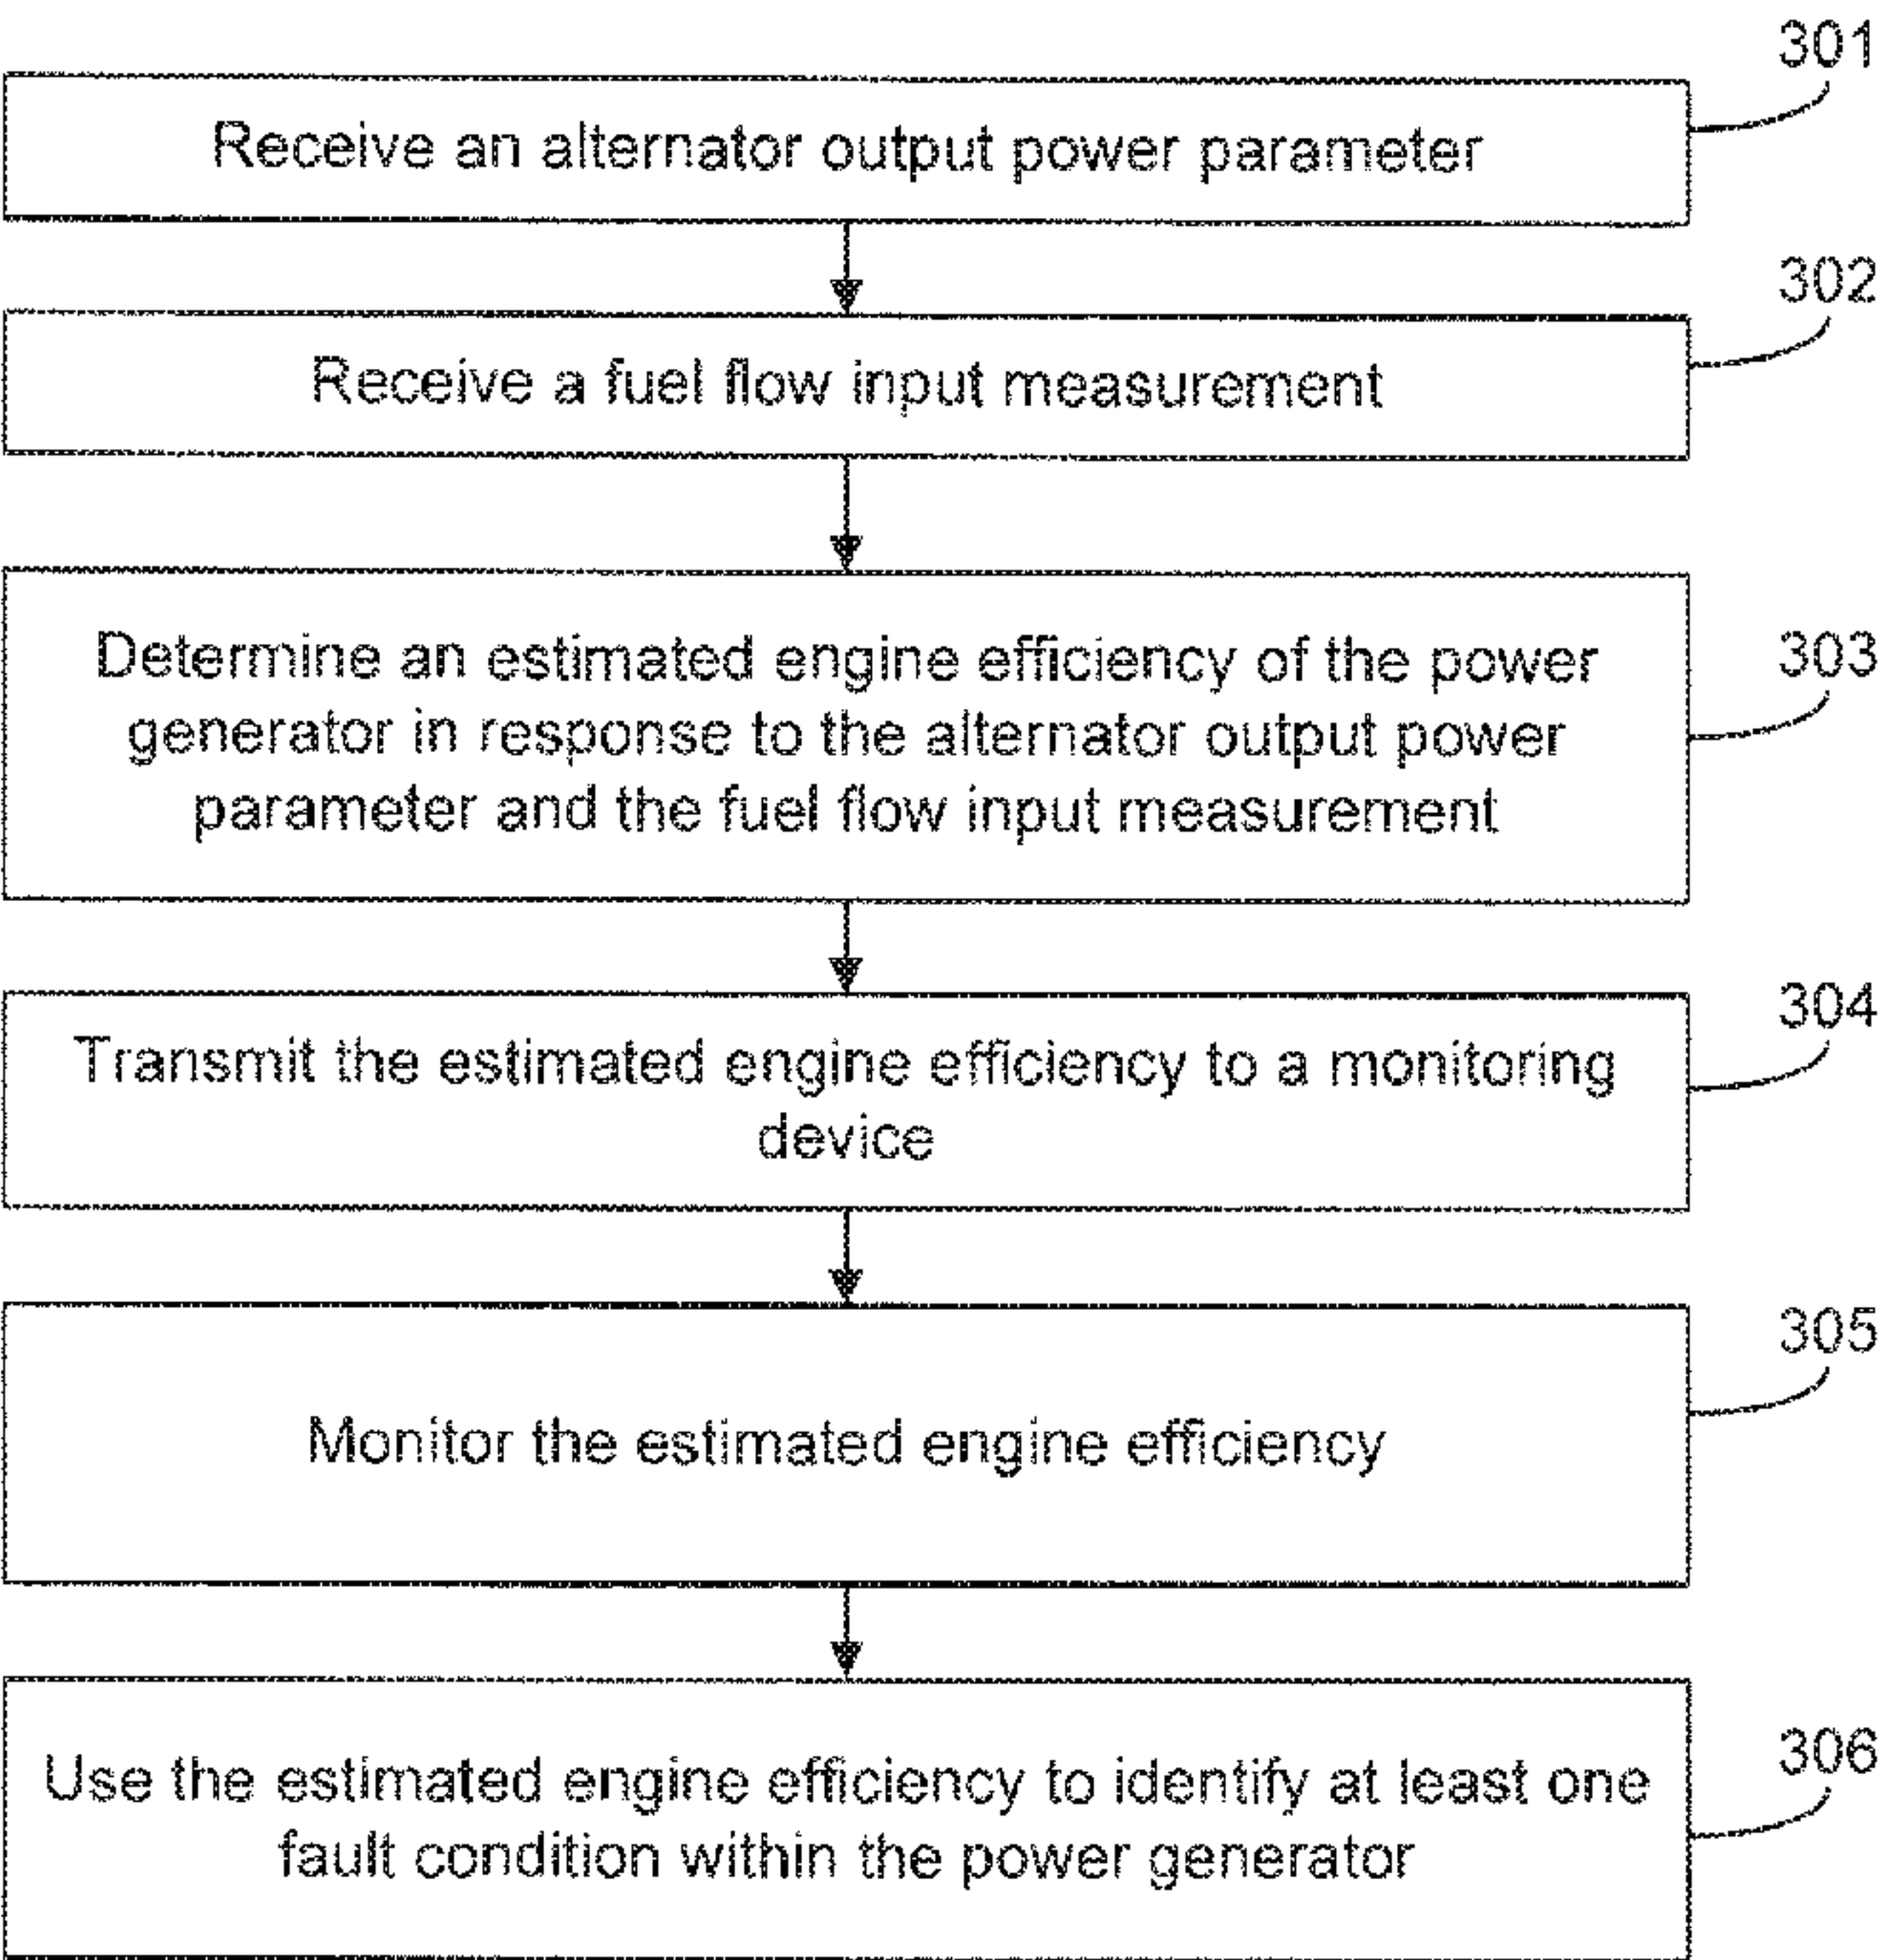 301
Receive an alternator output power parameter
302
Receive a fuel flow input measurement
303
Determine an estimated engine efficiency of the power
generator in response to the alternator output power
parameter and the fuel flow input measurement
304
Transmit the estimated engine efficiency to a monitoring
device
305
Monitor the estimated engine efficiency
306
Use the estimated engine efficiency to identify at least one
fault condition within the power generator